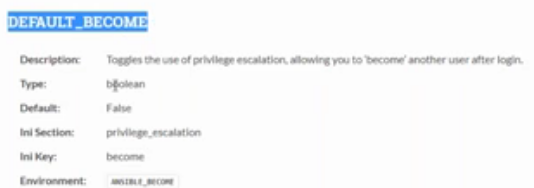 DEFAULT_BECOME
Description: Toggles the use of privilege escalation, allowing you to 'become' another user after login.
Type: boolean
Default: False
Ini Section: privilege_escalation
Ini Key: become
Environment: ANSIBLE_BECOME